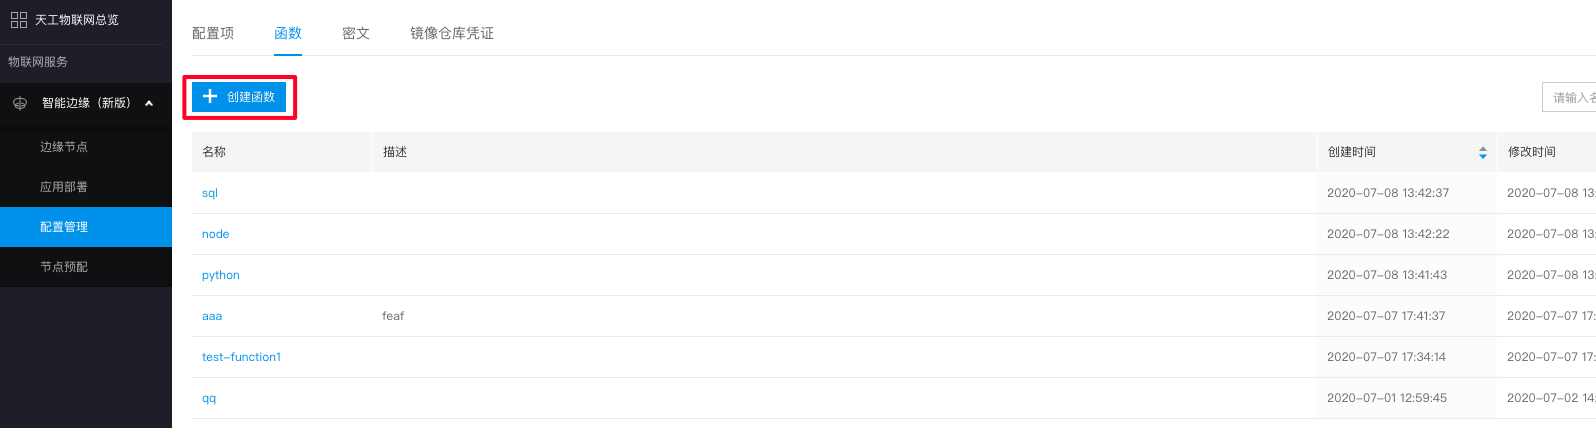 天工物联网总览
物联网服务
智能边缘（新版）
边缘节点
应用部署
配置管理
节点预配
配置项 函数 密文 镜像仓库凭证
创建函数
请输入
名称 描述 创建时间 修改时间
sql 2020-07-08 13:42:37 2020-07-08 13:
node 2020-07-08 13:42:22 2020-07-08 13:
python 2020-07-08 13:41:43 2020-07-08 13:
aaa feaf 2020-07-07 17:41:37 2020-07-07 17:
test-function1 2020-07-07 17:34:14 2020-07-07 17:
qq 2020-07-01 12:59:45 2020-07-02 14: